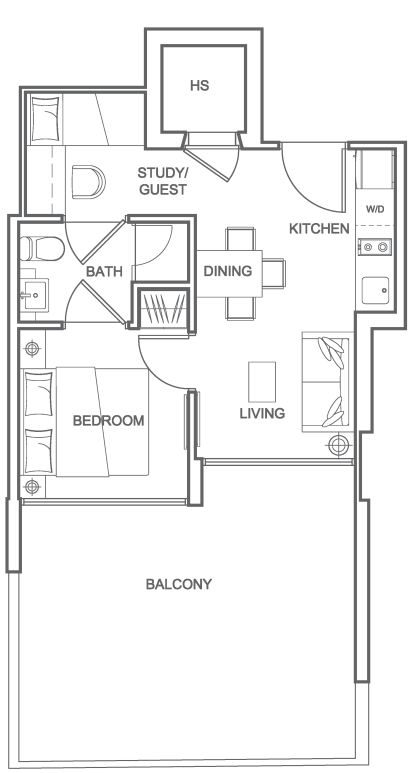 HS
STUDY/
GUEST
W/D
KITCHEN
BATH
DINING
LIVING
BEDROOM
BALCONY